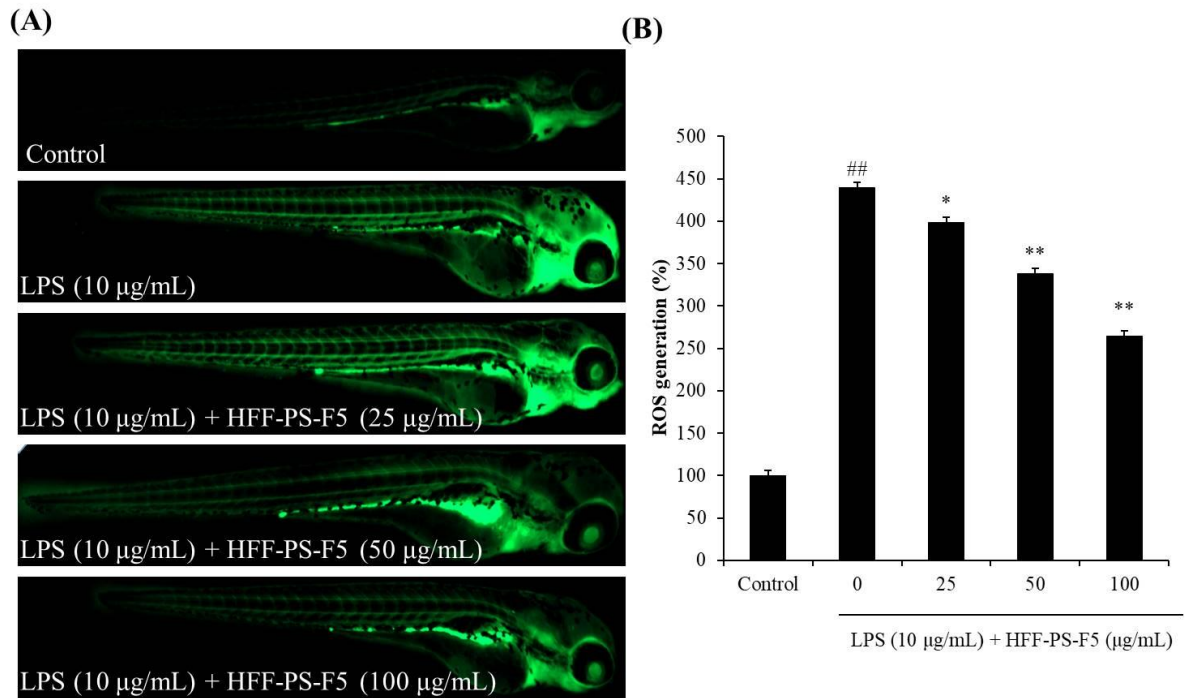 (A)
Control
LPS (10 μg/mL)
LPS (10 μg/mL) + HFF-PS-F5 (25 μg/mL)
LPS (10 μg/mL) + HFF-PS-F5 (50 μg/mL)
LPS (10 μg/mL) + HFF-PS-F5 (100 μg/mL)
(B)
ROS generation (%)
500
450
400
350
300
250
200
150
100
50
0
##
*
**
**
Control 0 25 50 100
LPS (10 μg/mL) + HFF-PS-F5 (μg/mL)